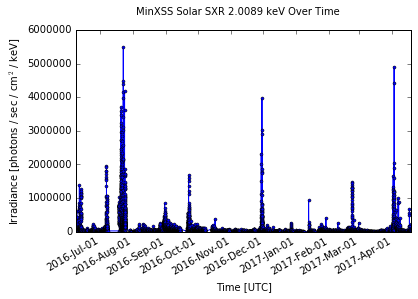 MinXSS Solar SXR 2.0089 keV Over Time
Irradiance [photons / sec / cm² / keV]
6000000
5000000
4000000
3000000
2000000
1000000
0
2016-Jul-01
2016-Aug-01
2016-Sep-01
2016-Oct-01
2016-Nov-01
2016-Dec-01
2017-Jan-01
2017-Feb-01
2017-Mar-01
2017-Apr-01
Time [UTC]